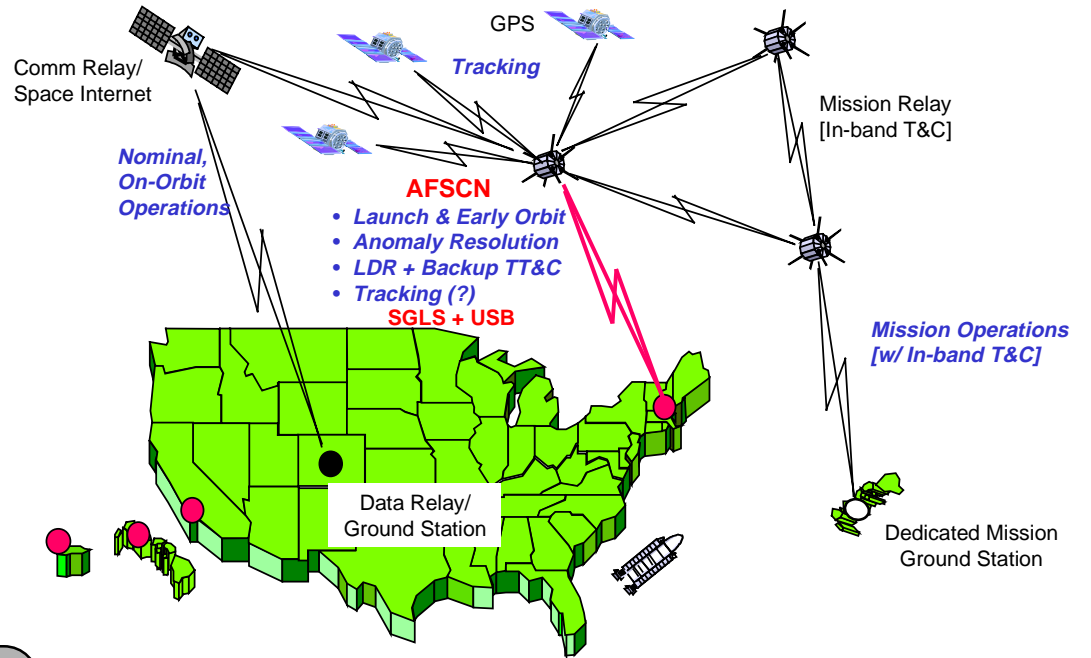 GPS
Comm Relay/
Space Internet
Tracking
Mission Relay
[In-band T&C]
Nominal,
On-Orbit
Operations
AFSCN
• Launch & Early Orbit
• Anomaly Resolution
• LDR + Backup TT&C
• Tracking (?)
SGLS + USB
Mission Operations
[w/ In-band T&C]
Data Relay/
Ground Station
Dedicated Mission
Ground Station